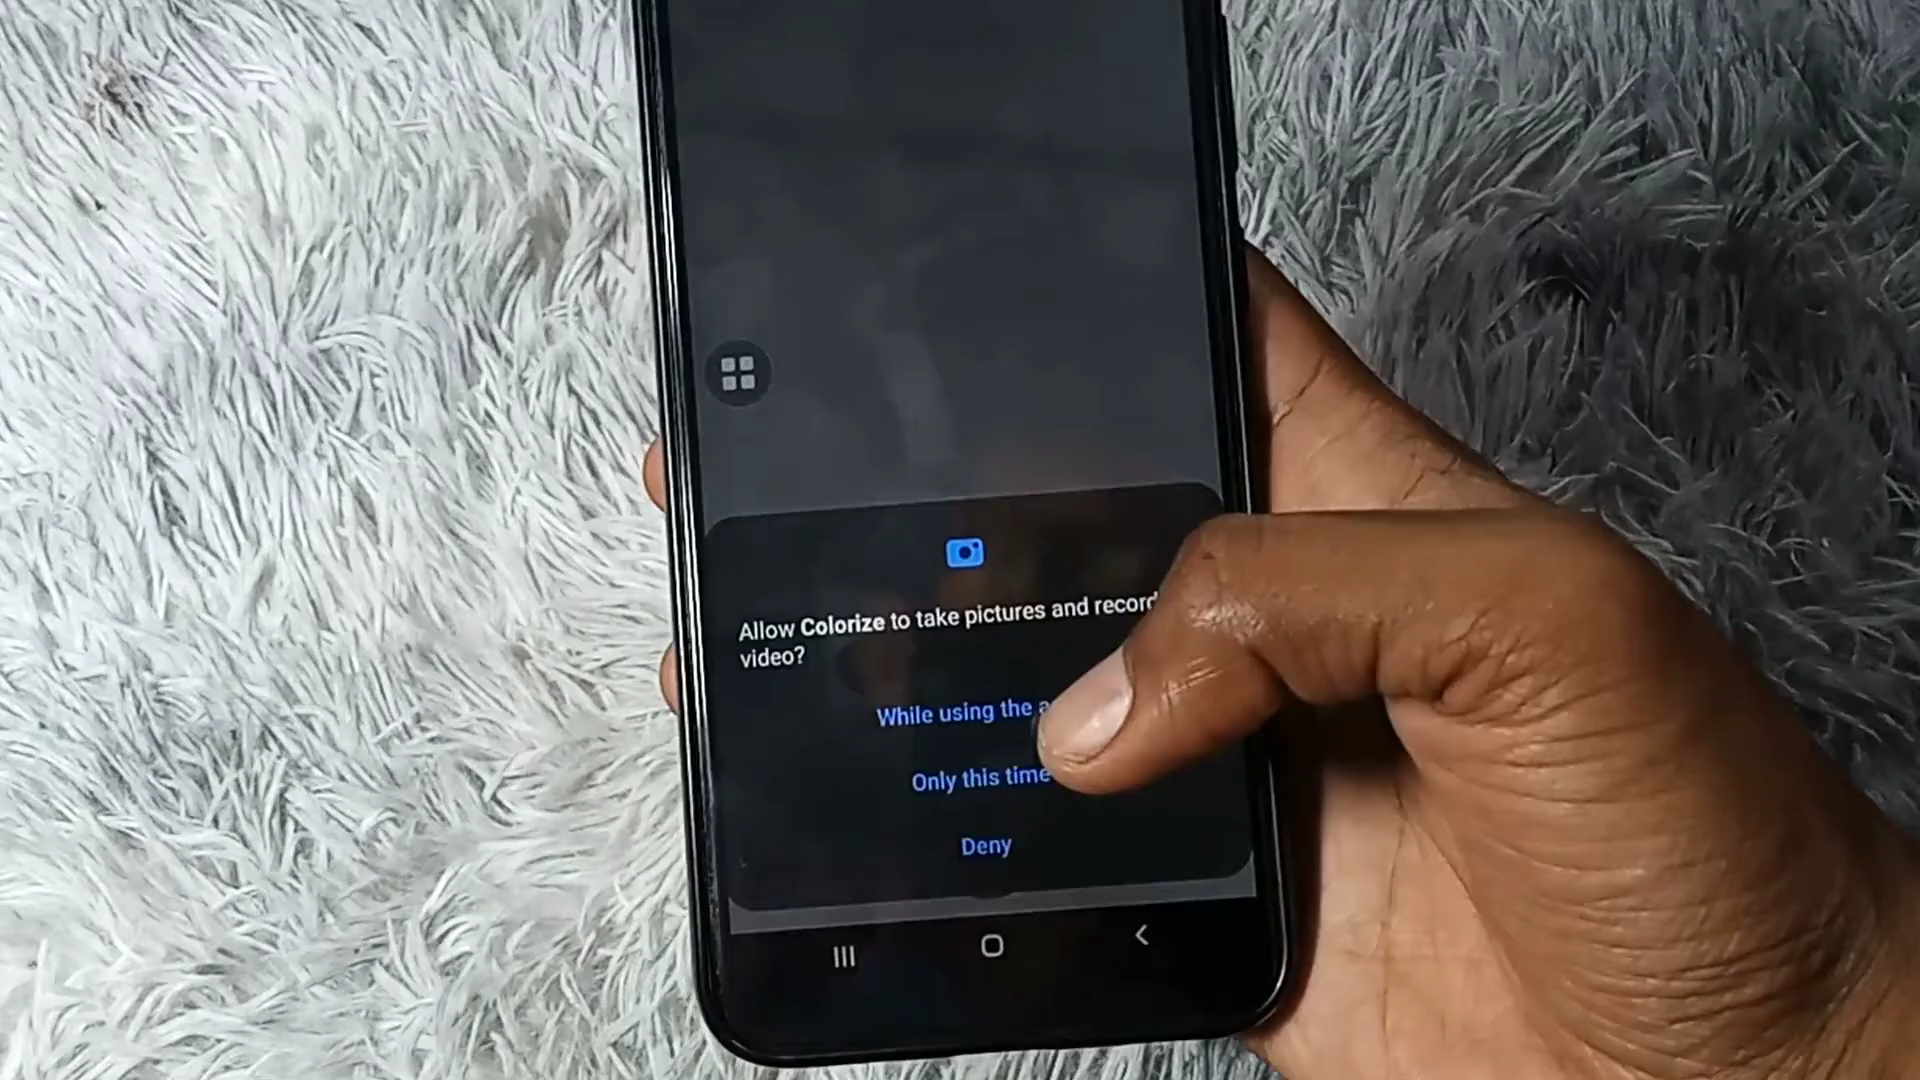 Allow Colorize to take pictures and record
video?
While using the
Only this time
Deny